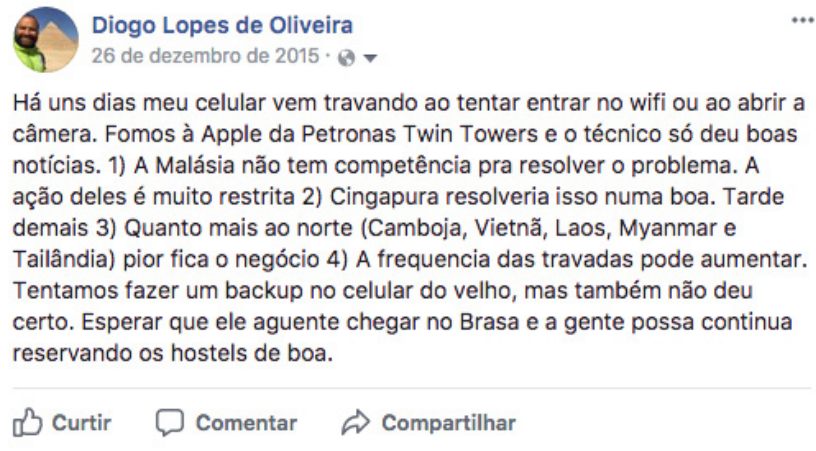 Diogo Lopes de Oliveira
26 de dezembro de 2015 ·
Há uns dias meu celular vem travando ao tentar entrar no wifi ou ao abrir a
câmera. Fomos à Apple da Petronas Twin Towers e o técnico só deu boas
notícias. 1) A Malásia não tem competência pra resolver o problema. A
ação deles é muito restrita 2) Cingapura resolveria isso numa boa. Tarde
demais 3) Quanto mais ao norte (Camboja, Vietnã, Laos, Myanmar e
Tailândia) pior fica o negócio 4) A frequencia das travadas pode aumentar.
Tentamos fazer um backup no celular do velho, mas também não deu
certo. Esperar que ele aguente chegar no Brasa e a gente possa continua
reservando os hostels de boa.
Curtir Comentar Compartilhar